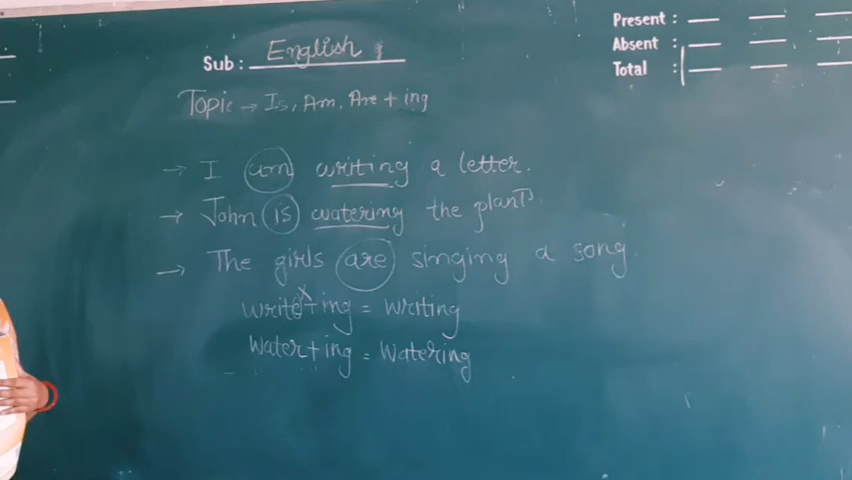 Present :
Absent :
Total :
Sub : English
Topic → Is, Am, Are + ing
→ I am writing a letter.
→ John is watering the plants
→ The girls are singing a song.
write + ing = writing
Water + ing = Watering